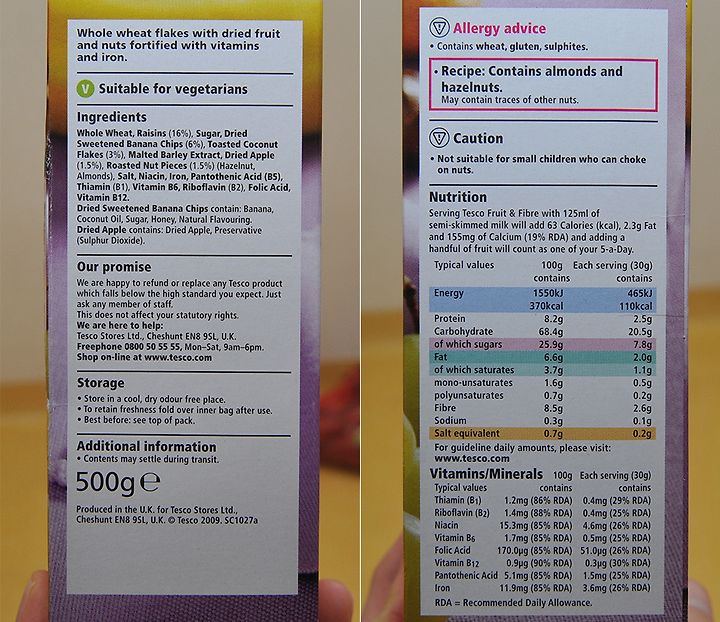 Whole wheat flakes with dried fruit
and nuts fortified with vitamins
and iron.
V Suitable for vegetarians
Ingredients
Whole Wheat, Raisins (16%), Sugar, Dried
Sweetened Banana Chips (6%), Toasted Coconut
Flakes (3%), Malted Barley Extract, Dried Apple
(1.5%), Roasted Nut Pieces (1.5%) (Hazelnut,
Almonds), Salt, Niacin, Iron, Pantothenic Acid (B5),
Thiamin (B1), Vitamin B6, Riboflavin (B2), Folic Acid,
Vitamin B12.
Dried Sweetened Banana Chips contain: Banana,
Coconut Oil, Sugar, Honey, Natural Flavouring.
Dried Apple contains: Dried Apple, Preservative
(Sulphur Dioxide).
Our promise
We are happy to refund or replace any Tesco product
which falls below the high standard you expect. Just
ask any member of staff.
This does not affect your statutory rights.
We are here to help:
Tesco Stores Ltd., Cheshunt EN8 9SL, U.K.
Freephone 0800 50 55 55, Mon–Sat, 9am–6pm.
Shop on-line at www.tesco.com
Storage
• Store in a cool, dry odour free place.
• To retain freshness fold over inner bag after use.
• Best before: see top of pack.
Additional information
• Contents may settle during transit.
500g ℮
Produced in the U.K. for Tesco Stores Ltd.,
Cheshunt EN8 9SL, U.K. © Tesco 2009. SC1027a
Allergy advice
• Contains wheat, gluten, sulphites.
• Recipe: Contains almonds and
hazelnuts.
May contain traces of other nuts.
Caution
• Not suitable for small children who can choke
on nuts.
Nutrition
Serving Tesco Fruit & Fibre with 125ml of
semi-skimmed milk will add 63 Calories (kcal), 2.3g Fat
and 155mg of Calcium (19% RDA) and adding a
handful of fruit will count as one of your 5-a-Day.
Typical values 100g Each serving (30g)
contains contains
Energy 1550kJ 465kJ
370kcal 110kcal
Protein 8.2g 2.5g
Carbohydrate 68.4g 20.5g
of which sugars 25.9g 7.8g
Fat 6.6g 2.0g
of which saturates 3.7g 1.1g
mono-unsaturates 1.6g 0.5g
polyunsaturates 0.7g 0.2g
Fibre 8.5g 2.6g
Sodium 0.3g 0.1g
Salt equivalent 0.7g 0.2g
For guideline daily amounts, please visit:
www.tesco.com
Vitamins/Minerals 100g Each serving (30g)
Typical values contains contains
Thiamin (B1) 1.2mg (86% RDA) 0.4mg (29% RDA)
Riboflavin (B2) 1.4mg (88% RDA) 0.4mg (25% RDA)
Niacin 15.3mg (85% RDA) 4.6mg (26% RDA)
Vitamin B6 1.7mg (85% RDA) 0.5mg (25% RDA)
Folic Acid 170.0µg (85% RDA) 51.0µg (26% RDA)
Vitamin B12 0.9µg (90% RDA) 0.3µg (30% RDA)
Pantothenic Acid 5.1mg (85% RDA) 1.5mg (25% RDA)
Iron 11.9mg (85% RDA) 3.6mg (26% RDA)
RDA = Recommended Daily Allowance.